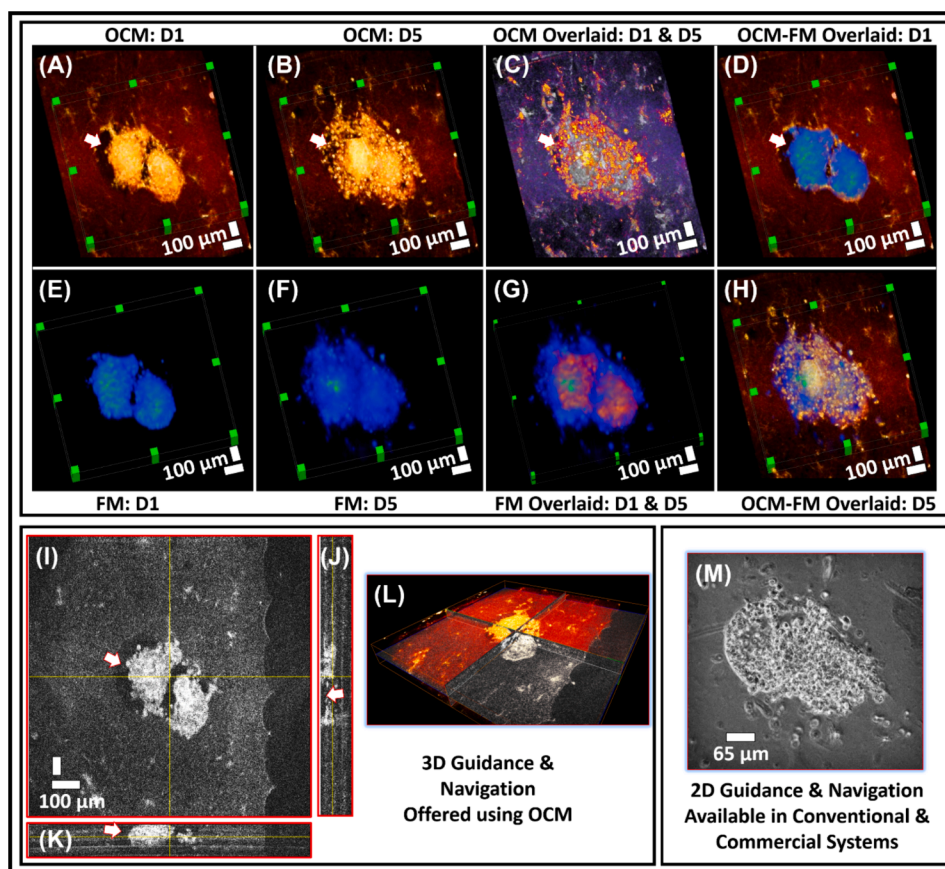 OCM: D1
OCM: D5
OCM Overlaid: D1 & D5
OCM-FM Overlaid: D1
(A)
(B)
(C)
(D)
100 µm
100 µm
100 µm
100 µm
(E)
(F)
(G)
(H)
100 µm
100 µm
100 µm
100 µm
FM: D1
FM: D5
FM Overlaid: D1 & D5
OCM-FM Overlaid: D5
(I)
100 µm
(J)
(K)
(L)
3D Guidance &
Navigation
Offered using OCM
(M)
65 µm
2D Guidance & Navigation
Available in Conventional &
Commercial Systems